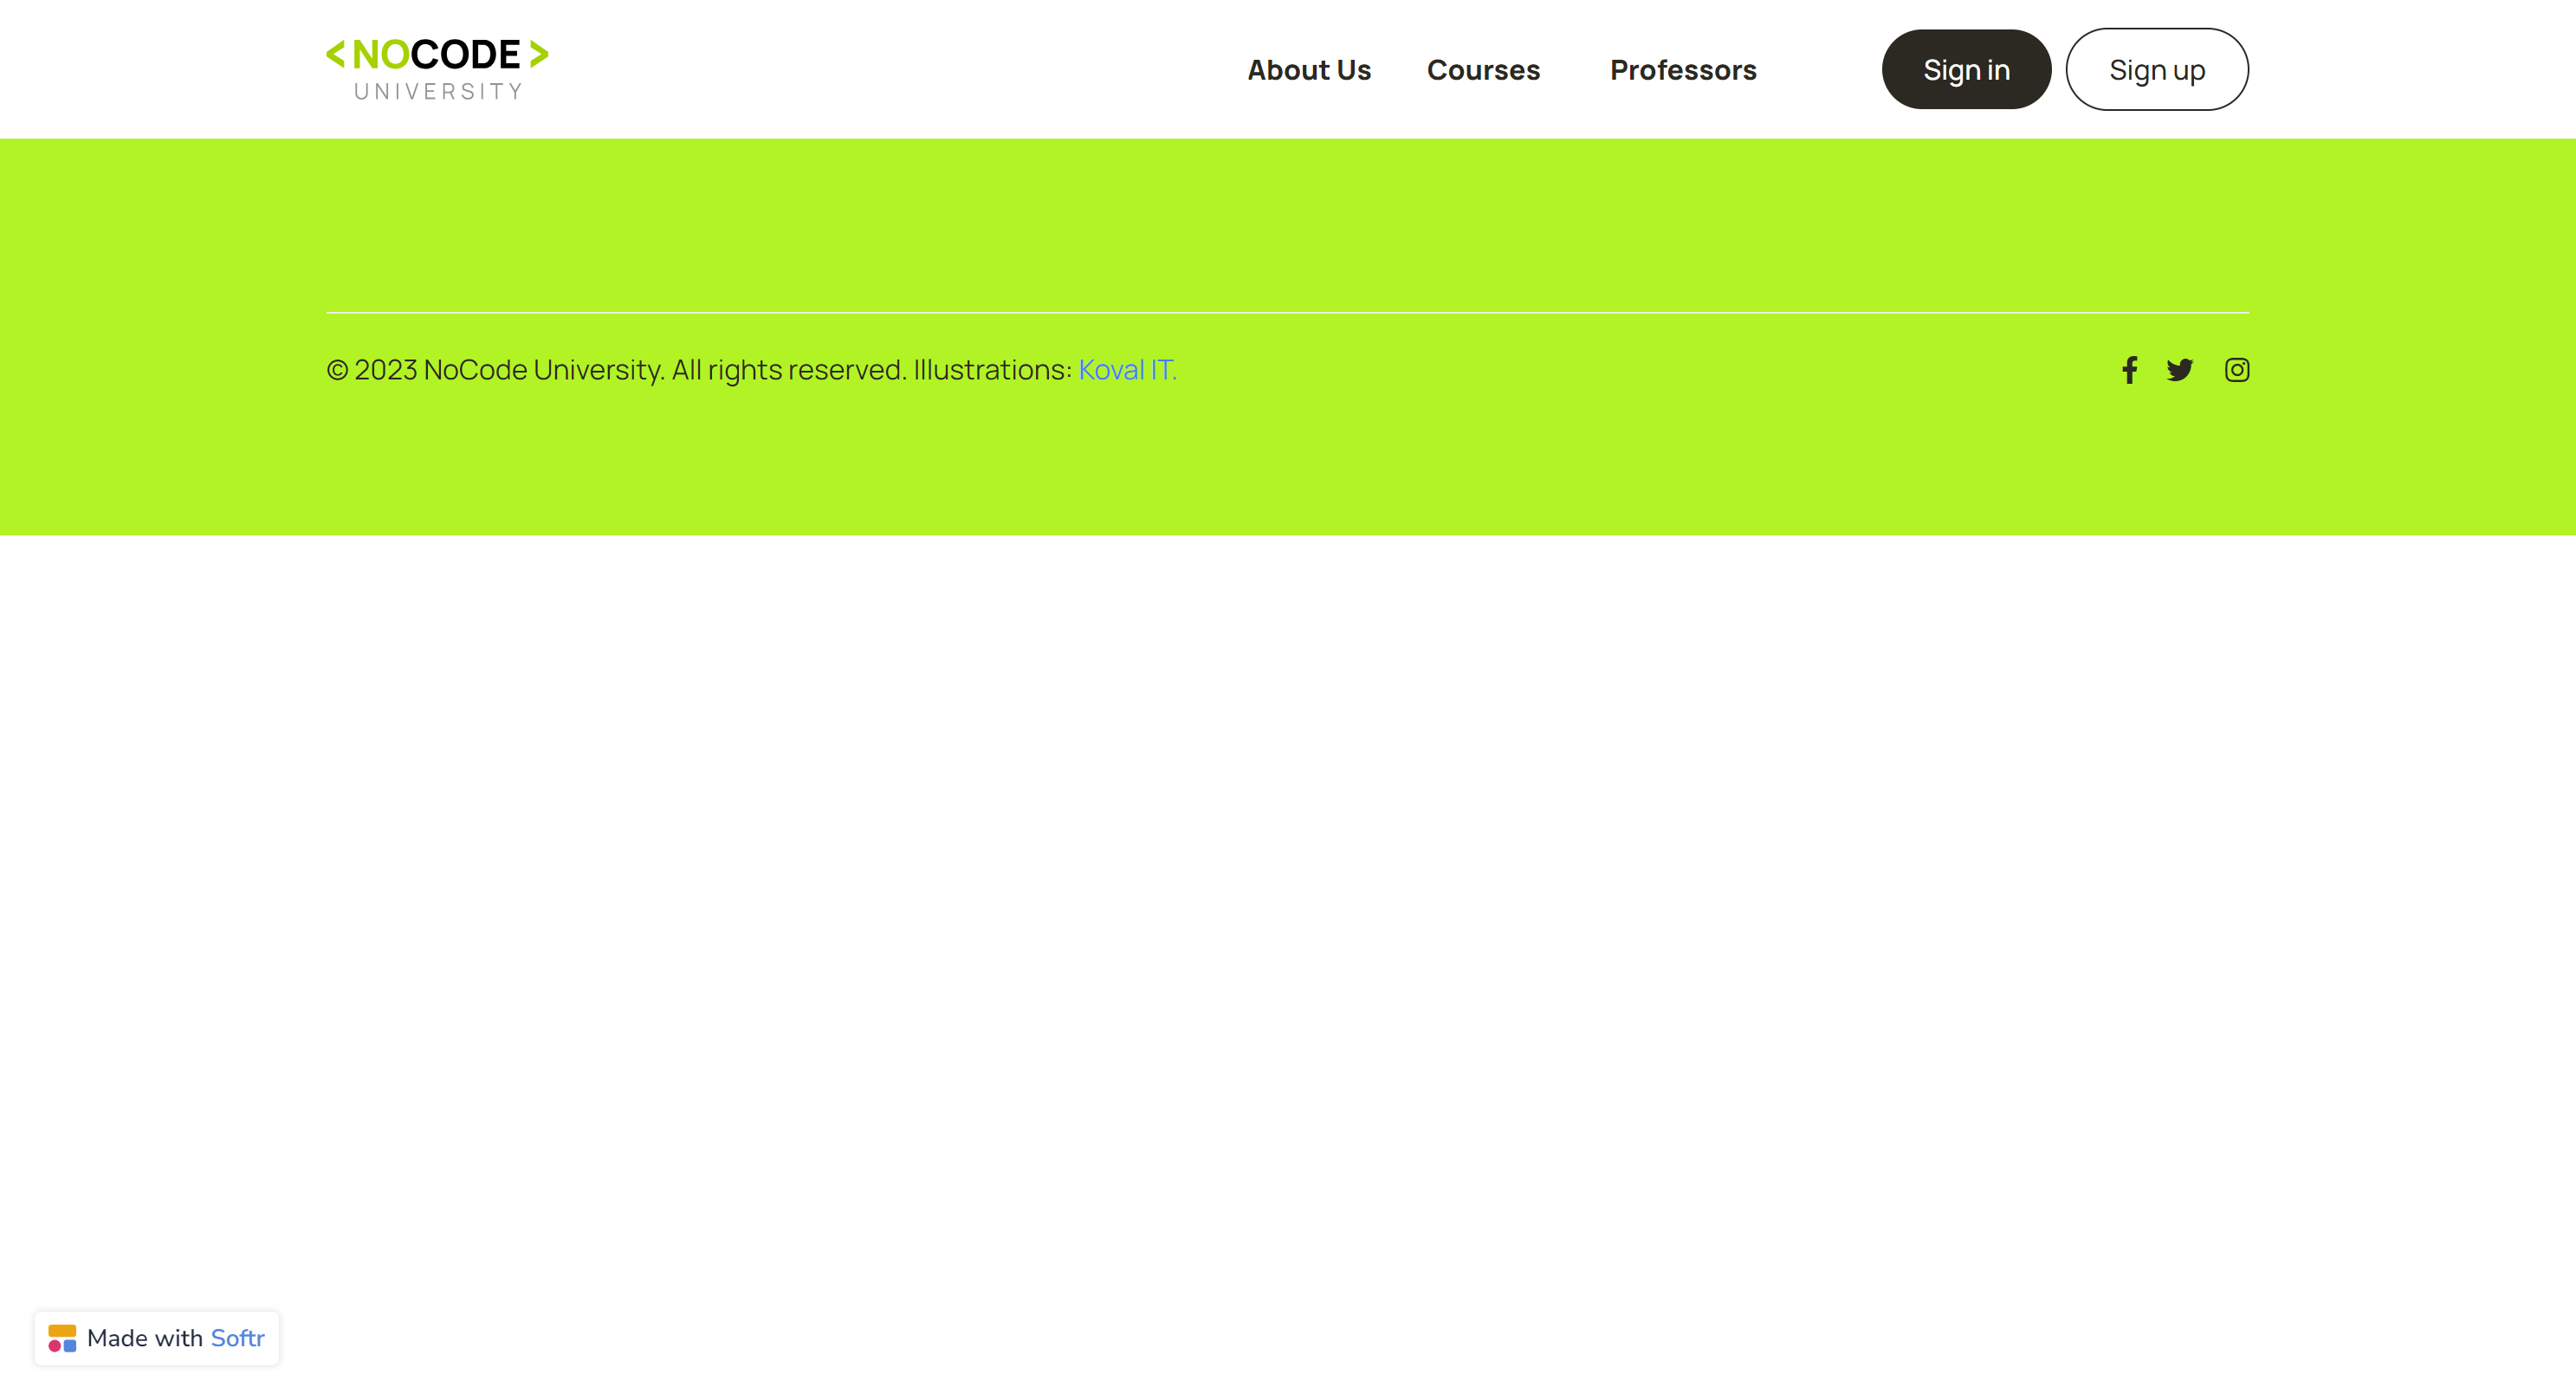 <NOCODE>
UNIVERSITY
About Us Courses Professors Sign in Sign up
© 2023 NoCode University. All rights reserved. Illustrations: Koval IT.
Made with Softr